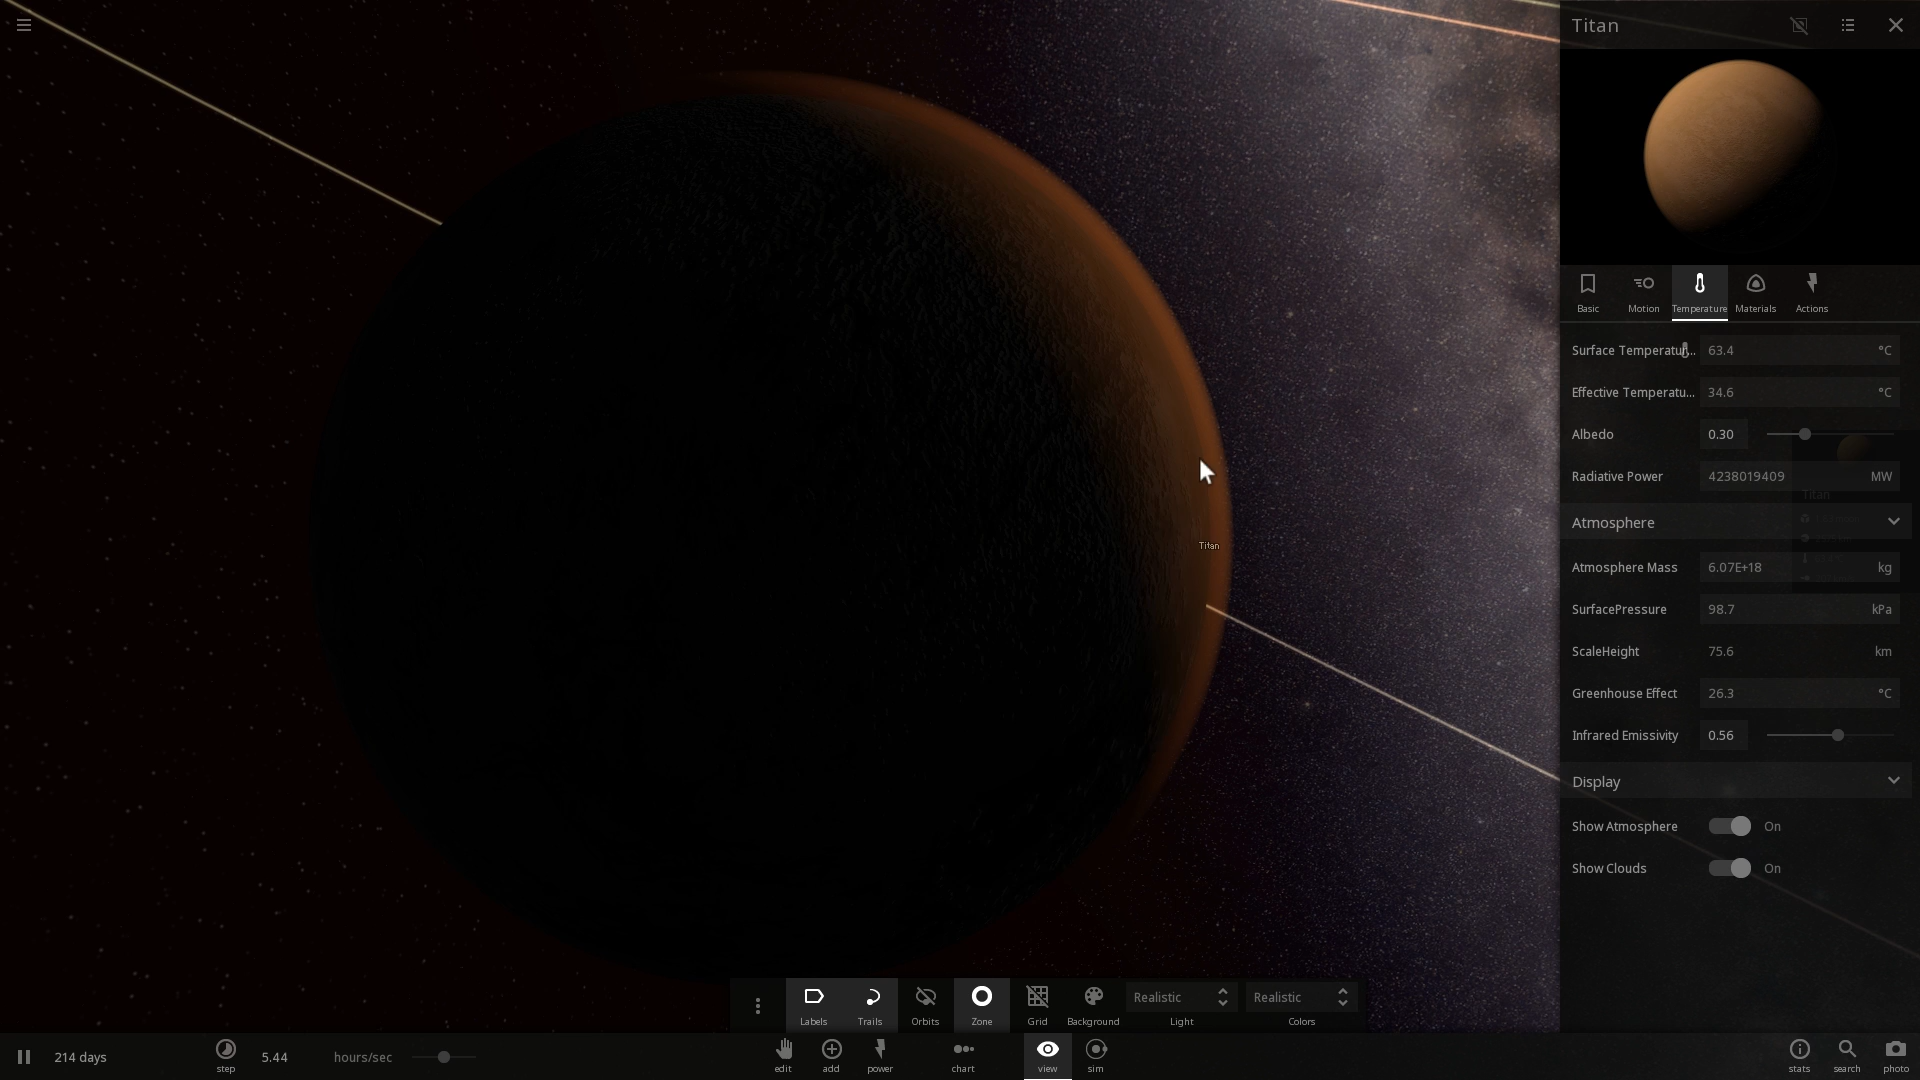 Titan
Basic
Motion
Temperature
Materials
Actions
Surface Temperatur... 63.4 °C
Effective Temperatu... 34.6 °C
Albedo 0.30
Radiative Power 4238019409 MW
Titan
Atmosphere
Atmosphere Mass 6.07E+18 kg
SurfacePressure 98.7 kPa
ScaleHeight 75.6 km
Greenhouse Effect 26.3 °C
Infrared Emissivity 0.56
Display
Show Atmosphere On
Show Clouds On
Titan
Realistic
Realistic
Labels
Trails
Orbits
Zone
Grid
Background
Light
Colors
214 days
step
5.44 hours/sec
edit
add
power
chart
view
sim
stats
search
photo